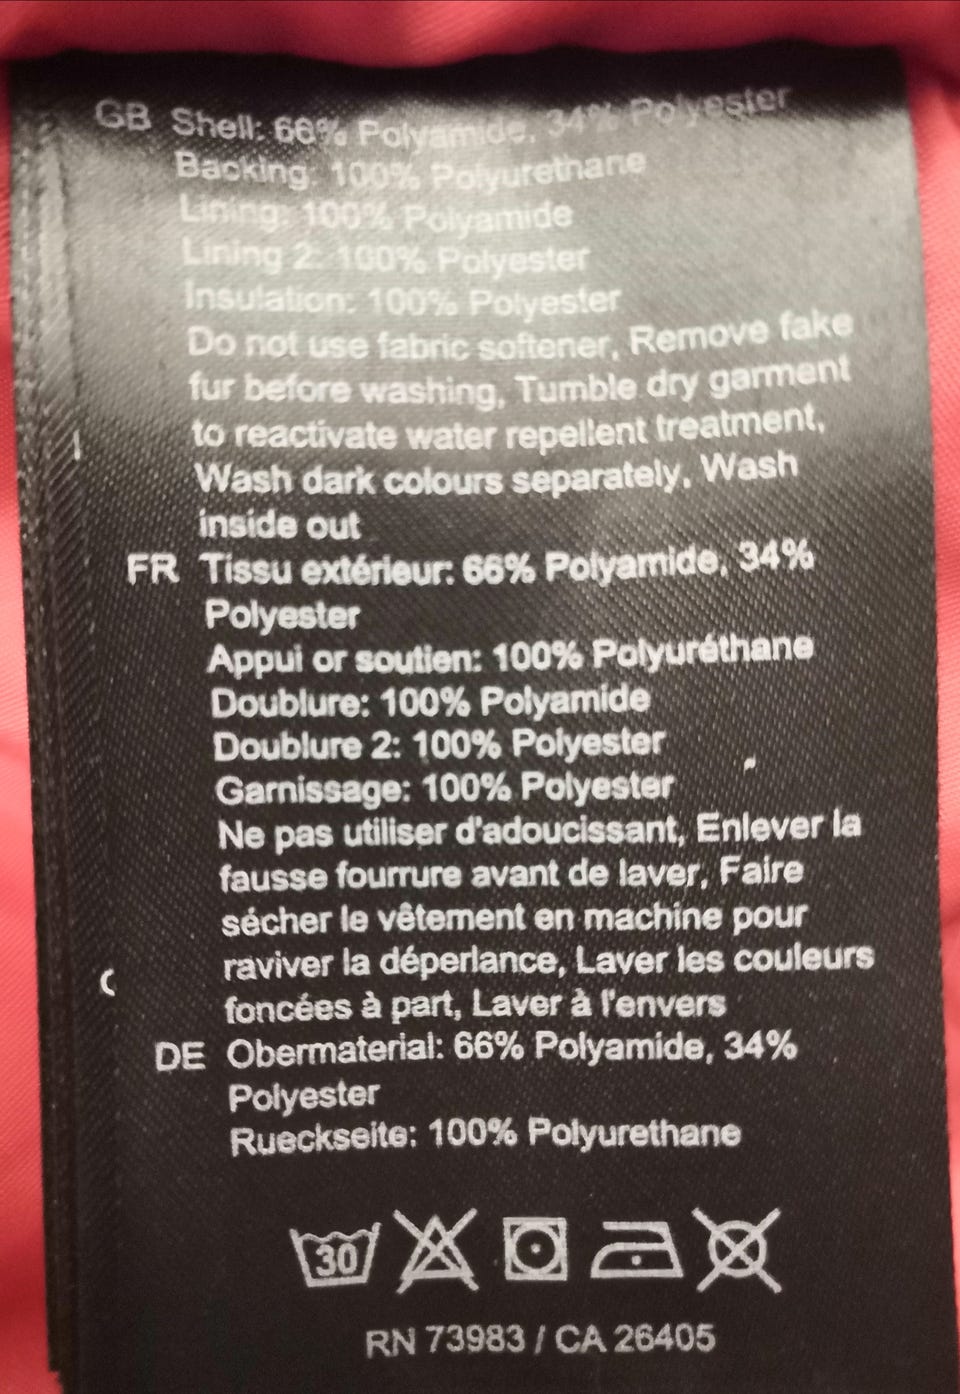 GB Shell: 66% Polyamide, 34% Polyester
Backing: 100% Polyurethane
Lining: 100% Polyamide
Lining 2: 100% Polyester
Insulation: 100% Polyester
Do not use fabric softener, Remove fake
fur before washing, Tumble dry garment
to reactivate water repellent treatment,
Wash dark colours separately, Wash
inside out
FR Tissu extérieur: 66% Polyamide, 34%
Polyester
Appui or soutien: 100% Polyuréthane
Doublure: 100% Polyamide
Doublure 2: 100% Polyester
Garnissage: 100% Polyester
Ne pas utiliser d'adoucissant, Enlever la
fausse fourrure avant de laver, Faire
sécher le vêtement en machine pour
raviver la déperlance, Laver les couleurs
foncées à part, Laver à l'envers
DE Obermaterial: 66% Polyamide, 34%
Polyester
Rueckseite: 100% Polyurethane
30
RN 73983 / CA 26405